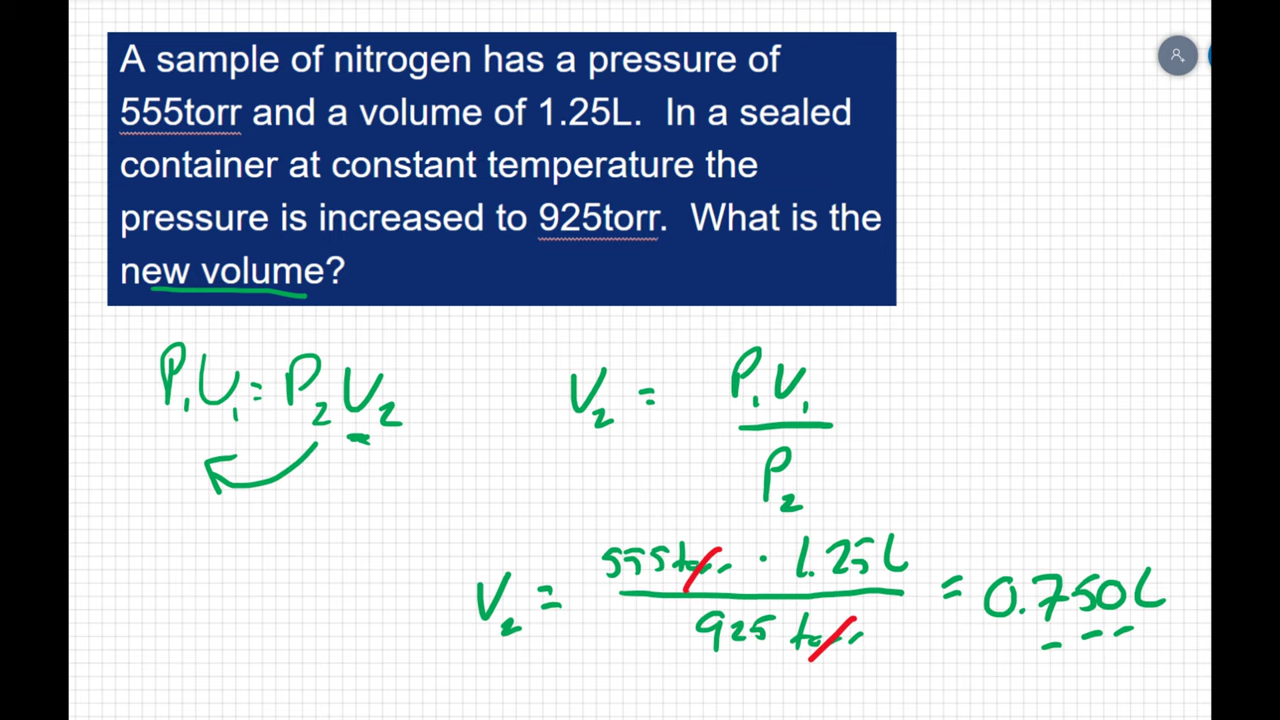 A sample of nitrogen has a pressure of
555torr and a volume of 1.25L. In a sealed
container at constant temperature the
pressure is increased to 925torr. What is the
new volume?
P₁V₁ = P₂V₂
V₂ = P₁V₁
P₂
V₂ = 555torr · 1.25L = 0.750L
925 torr